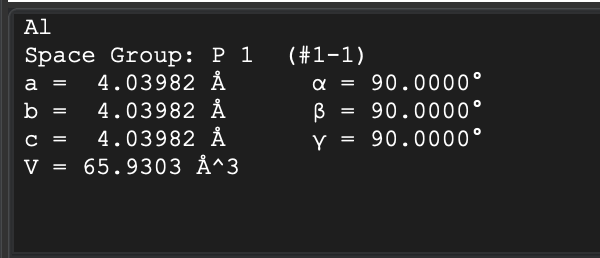 Al
Space Group: P 1  (#1-1)
a =  4.03982 Å      α = 90.0000°
b =  4.03982 Å      β = 90.0000°
c =  4.03982 Å      γ = 90.0000°
V = 65.9303 Å^3